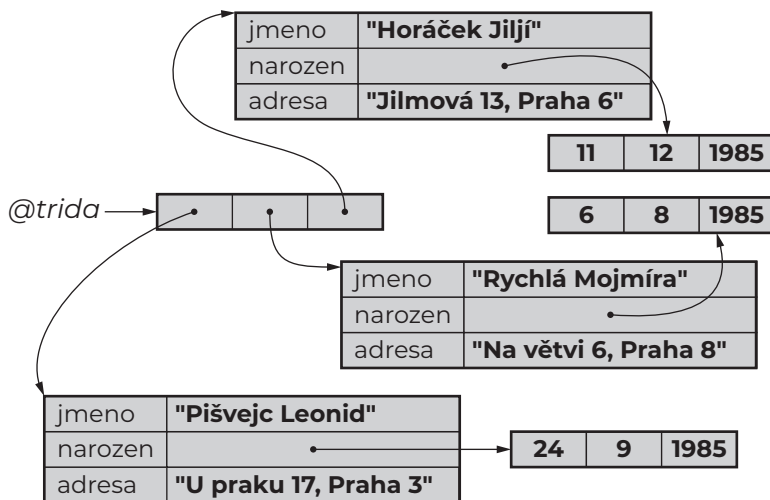 jmeno "Horáček Jiljí"
narozen
adresa "Jilmová 13, Praha 6"
11 12 1985
@trida
6 8 1985
jmeno "Rychlá Mojmíra"
narozen
adresa "Na větvi 6, Praha 8"
jmeno "Pišvejc Leonid"
narozen
24 9 1985
adresa "U praku 17, Praha 3"